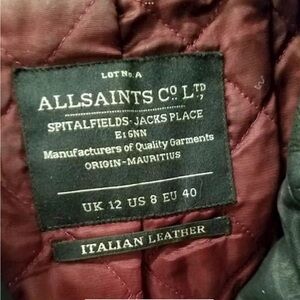 LOT No. A
ALLSAINTS Co. LTD
SPITALFIELDS · JACKS PLACE
E1 6NN
Manufacturers of Quality Garments
ORIGIN - MAURITIUS
UK 12 US 8 EU 40
ITALIAN LEATHER